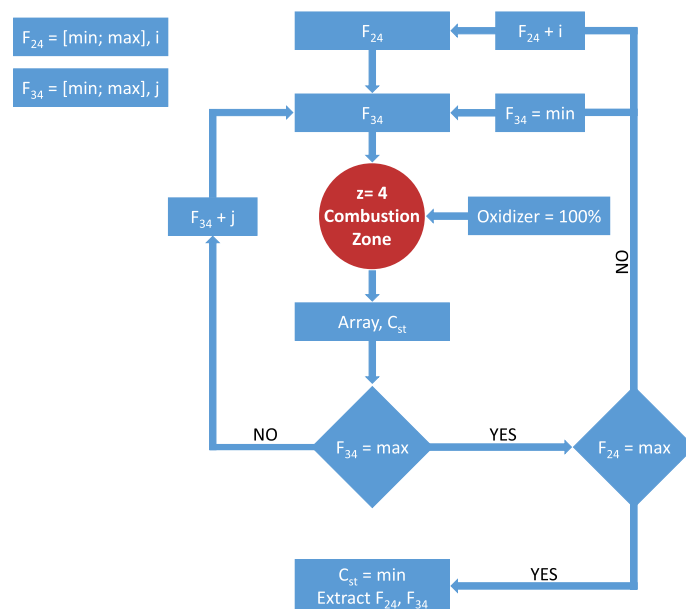 F₂₄ = [min; max], i
F₃₄ = [min; max], j
F₂₄
F₂₄ + i
F₃₄
F₃₄ = min
z= 4
Combustion
Zone
Oxidizer = 100%
F₃₄ + j
NO
Array, Cₛₜ
NO
F₃₄ = max
YES
F₂₄ = max
Cₛₜ = min
Extract F₂₄, F₃₄
YES